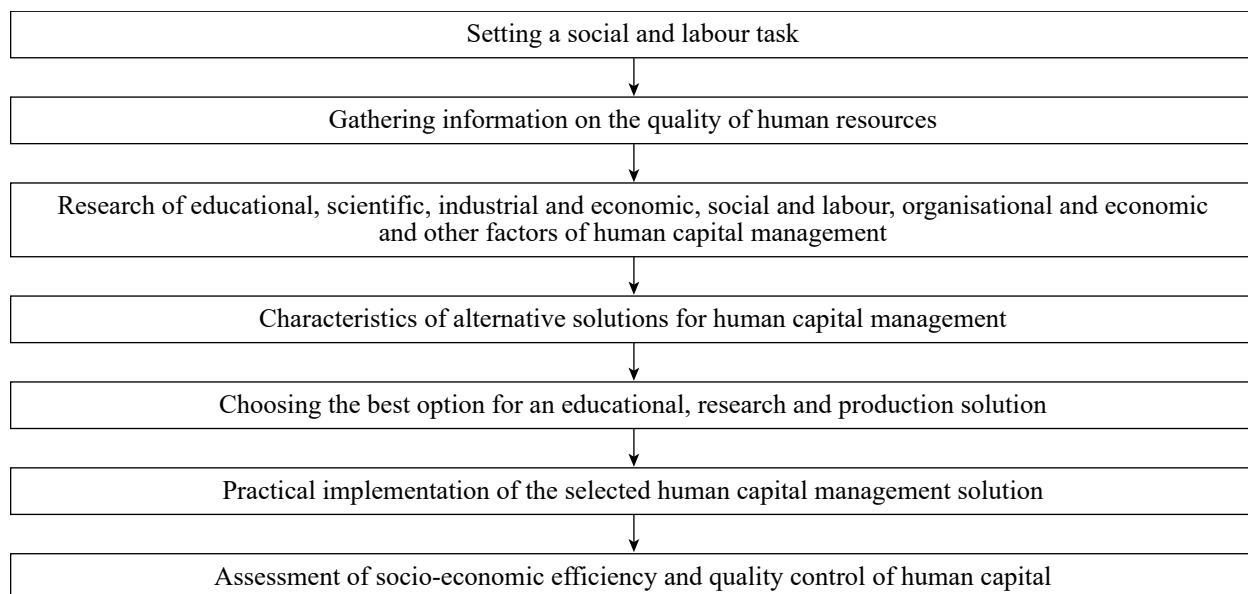 Setting a social and labour task
Gathering information on the quality of human resources
Research of educational, scientific, industrial and economic, social and labour, organisational and economic
and other factors of human capital management
Characteristics of alternative solutions for human capital management
Choosing the best option for an educational, research and production solution
Practical implementation of the selected human capital management solution
Assessment of socio-economic efficiency and quality control of human capital